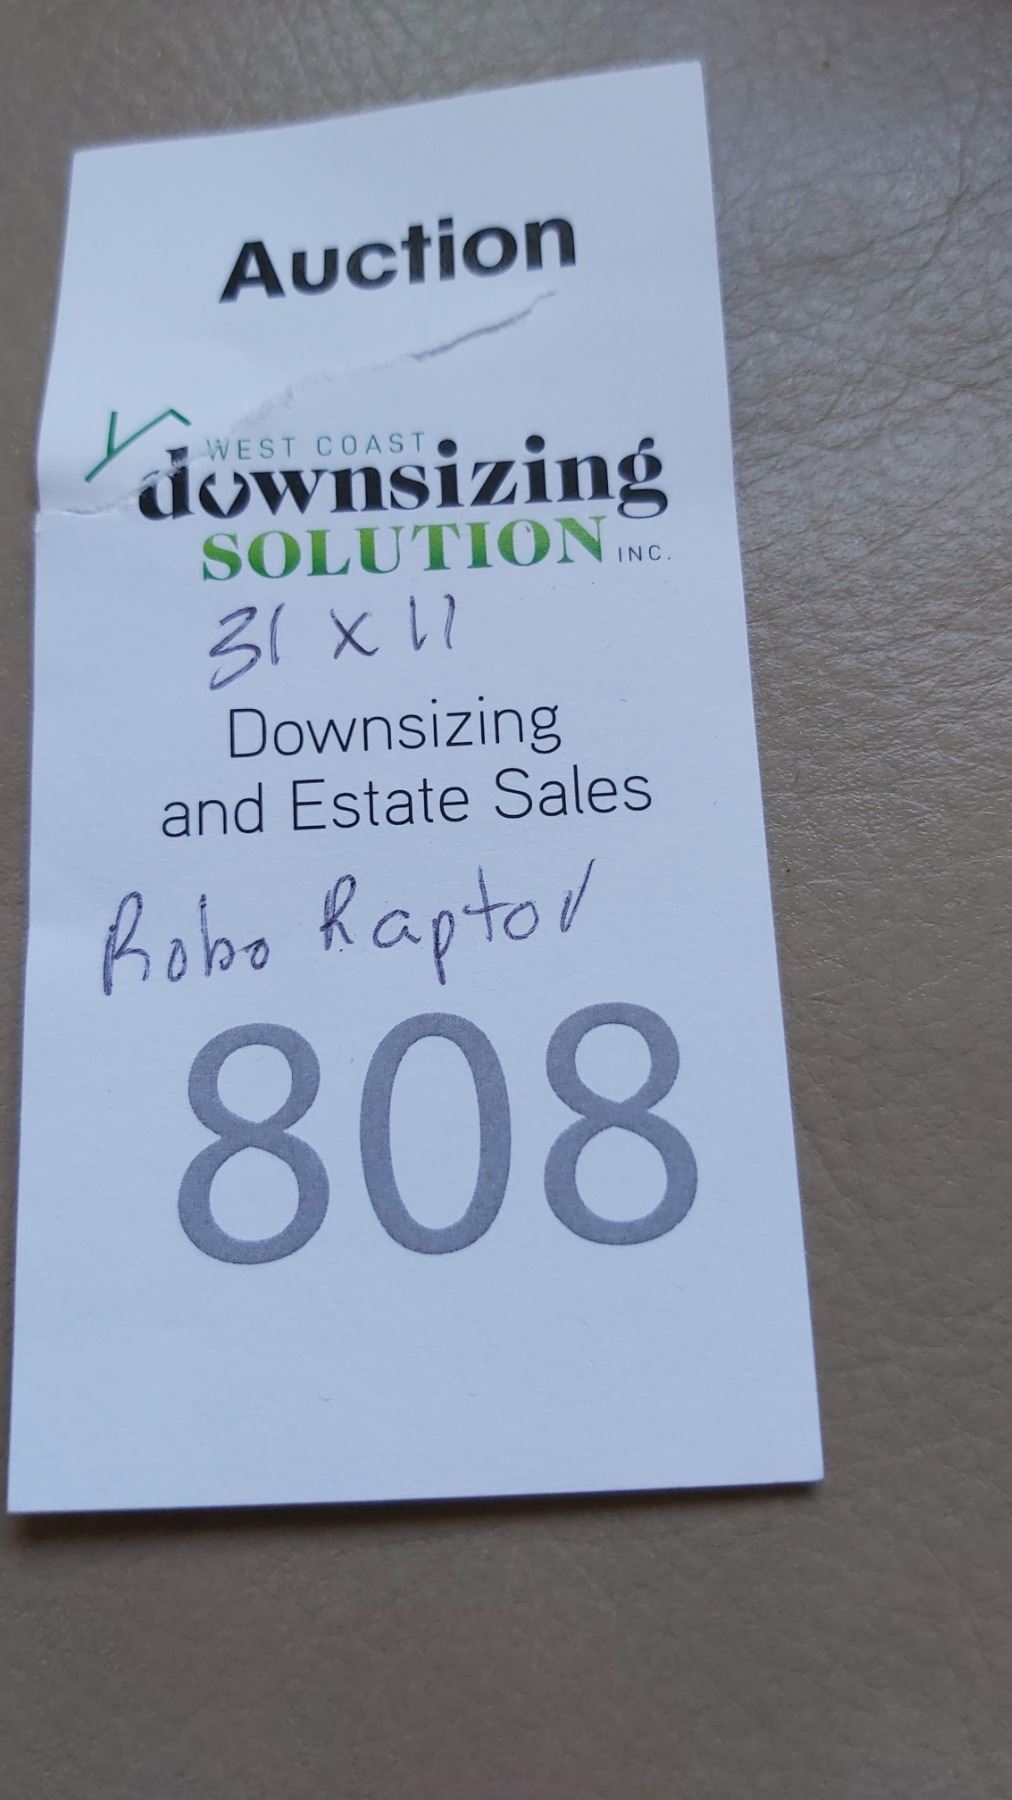 Auction
WEST COAST
downsizing
SOLUTION INC.
31 x 11
Downsizing
and Estate Sales
Robo Raptor
808